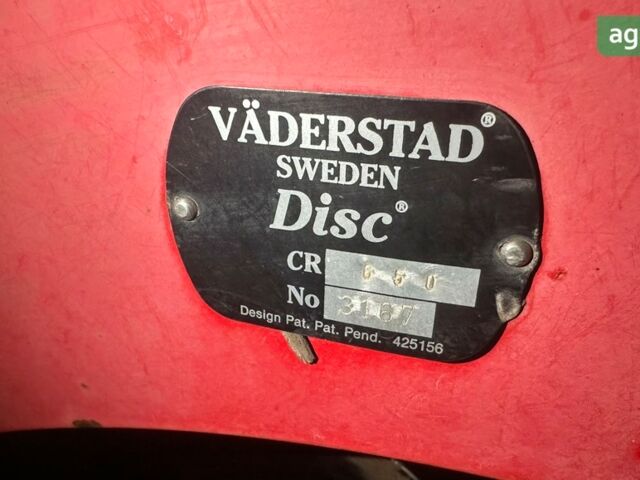 ag
VÄDERSTAD®
SWEDEN
Disc®
CR 650
No 3167
Design Pat. Pat. Pend. 425156